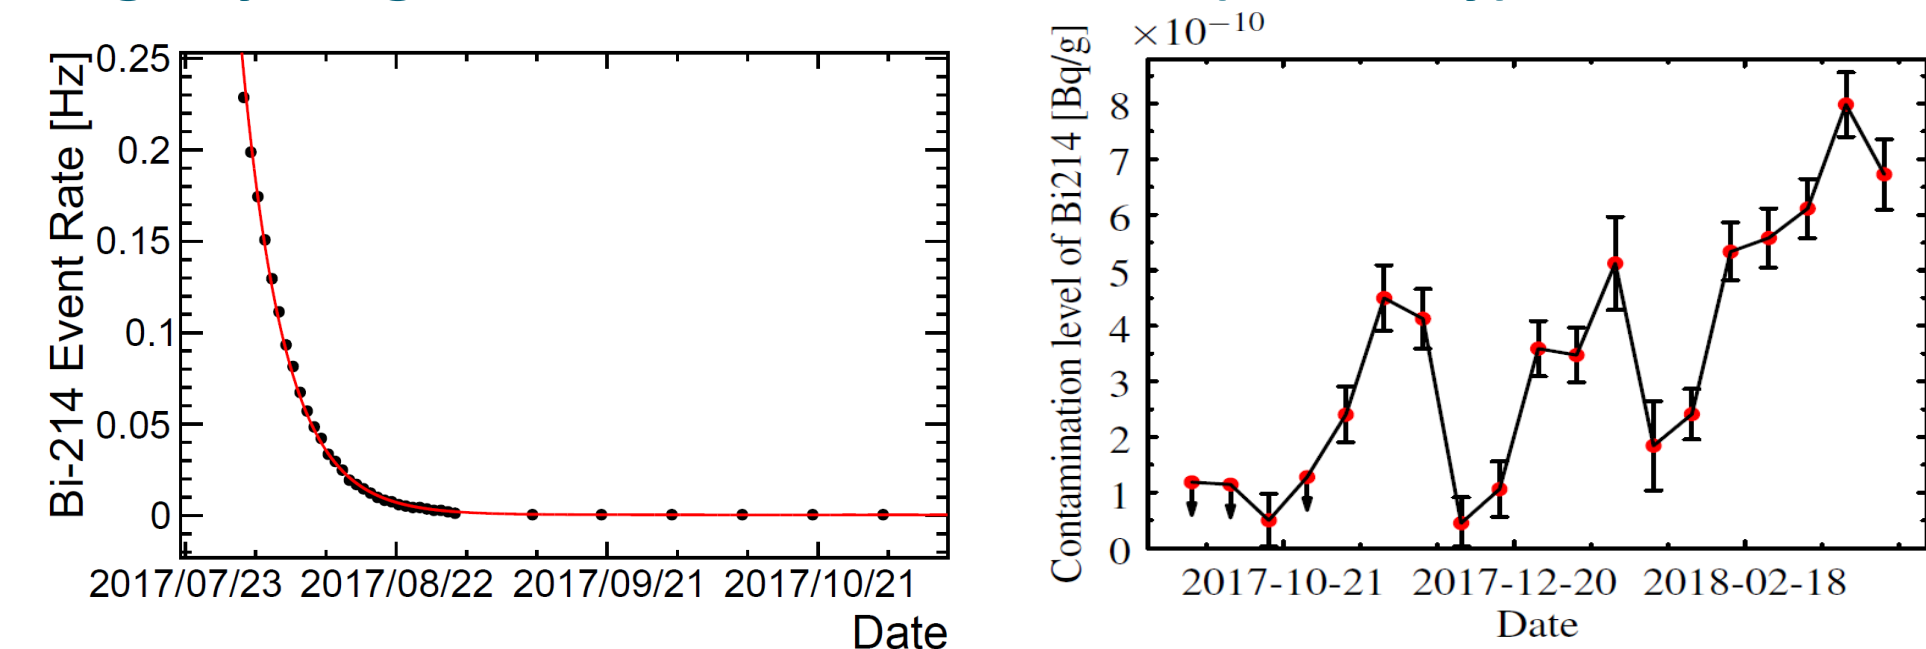 Bi-214 Event Rate [Hz]
0.25
0.2
0.15
0.1
0.05
0
2017/07/23 2017/08/22 2017/09/21 2017/10/21
Date
×10−10
Contamination level of Bi214 [Bq/g]
8
7
6
5
4
3
2
1
0
2017-10-21 2017-12-20 2018-02-18
Date